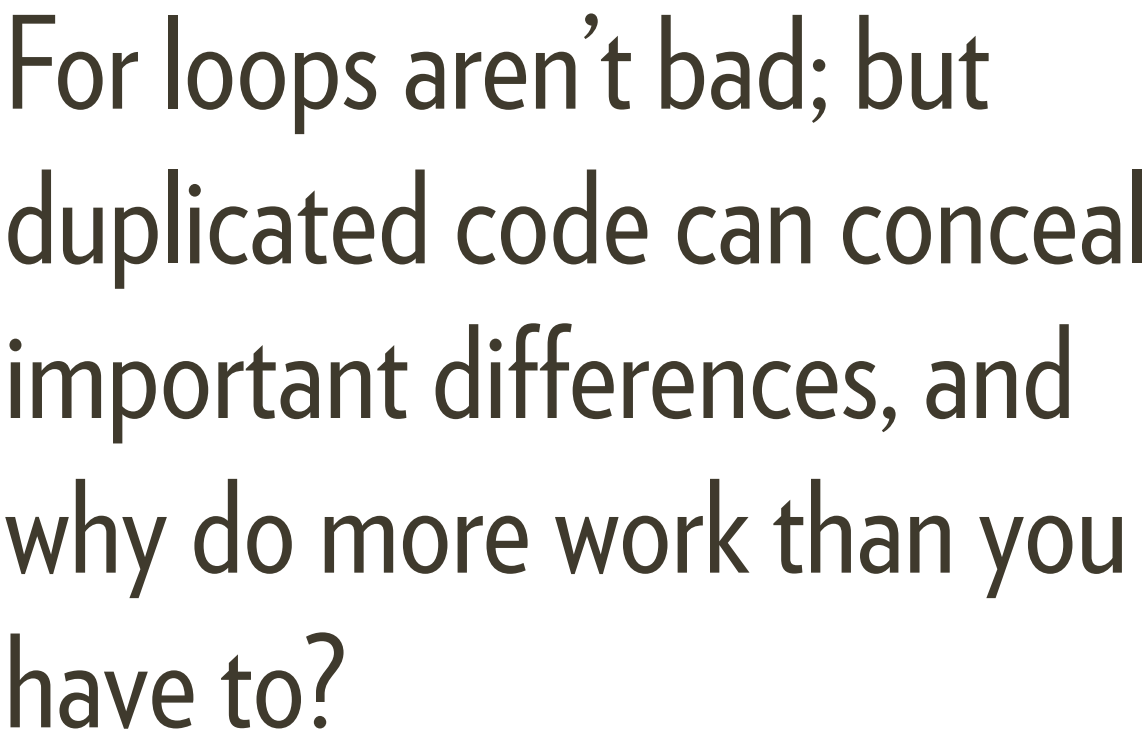 For loops aren’t bad; but
duplicated code can conceal
important differences, and
why do more work than you
have to?